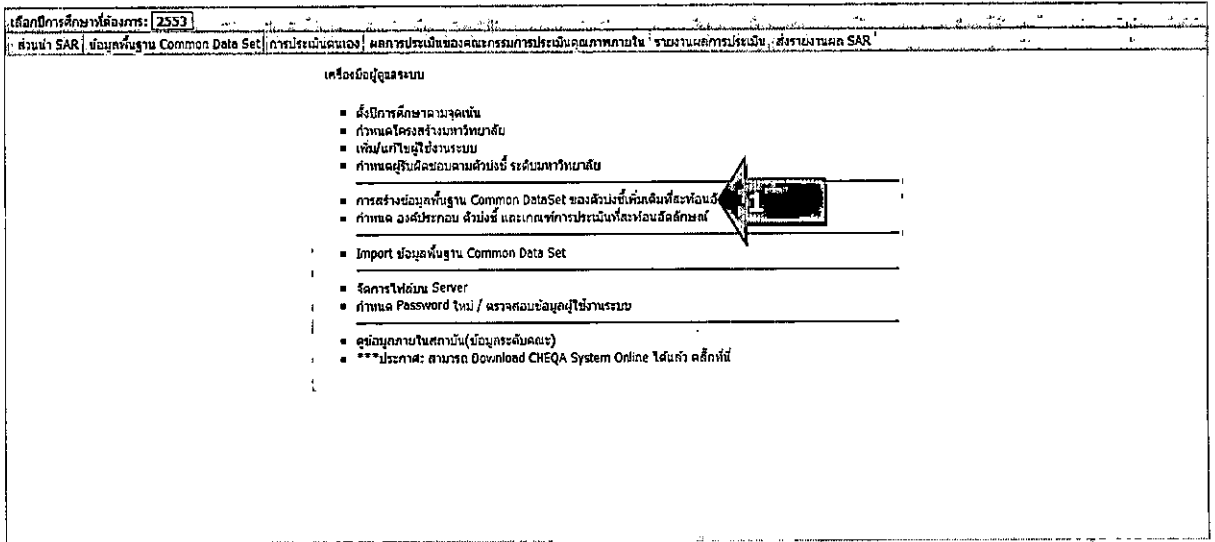 เลือกปีการศึกษาที่ต้องการ: 2553
ส่วนนำ SAR ข้อมูลพื้นฐาน Common Data Set การประเมินตนเอง ผลการประเมินของคณะกรรมการประเมินคุณภาพภายใน รายงานผลการประเมิน ส่งรายงานผล SAR
เครื่องมือผู้ดูแลระบบ
ตั้งปีการศึกษาตามจุดเน้น
กำหนดโครงสร้างมหาวิทยาลัย
เพิ่ม/แก้ไขผู้ใช้งานระบบ
กำหนดผู้รับผิดชอบตามตัวบ่งชี้ ระดับมหาวิทยาลัย
การสร้างข้อมูลพื้นฐาน Common DataSet ของตัวบ่งชี้เพิ่มเติมที่สะท้อนอั 1
กำหนด องค์ประกอบ ตัวบ่งชี้ และเกณฑ์การประเมินที่สะท้อนอัตลักษณ์
Import ข้อมูลพื้นฐาน Common Data Set
จัดการไฟล์บน Server
กำหนด Password ใหม่ / ตรวจสอบข้อมูลผู้ใช้งานระบบ
ดูข้อมูลภายในสถาบัน(ข้อมูลระดับคณะ)
***ประกาศ: สามารถ Download CHEQA System Online ได้แล้ว คลิ๊กที่นี่